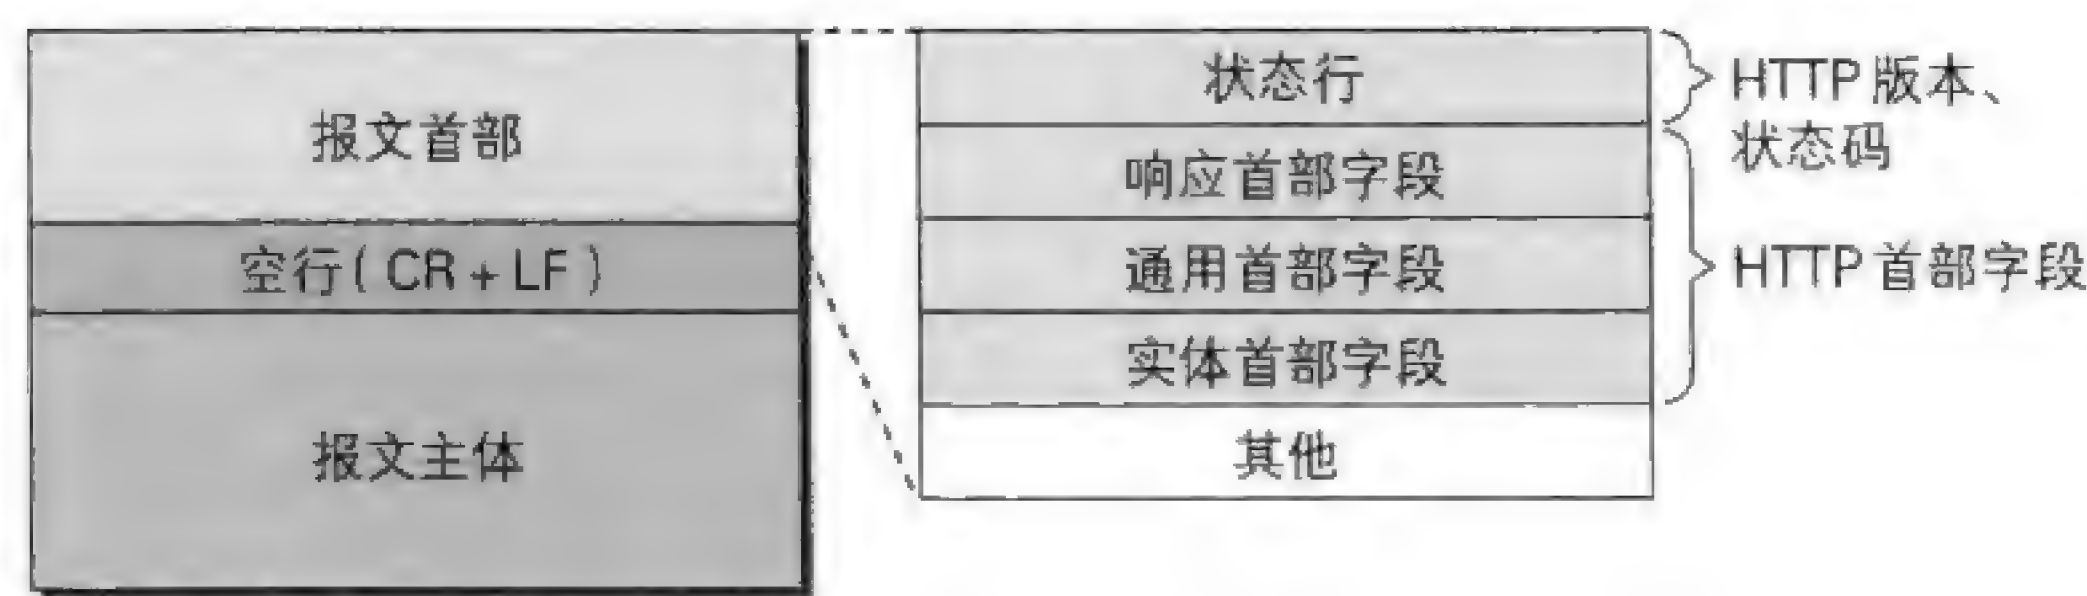 报文首部
空行(CR+LF)
报文主体
状态行
响应首部字段
通用首部字段
实体首部字段
其他
HTTP版本、
状态码
HTTP首部字段